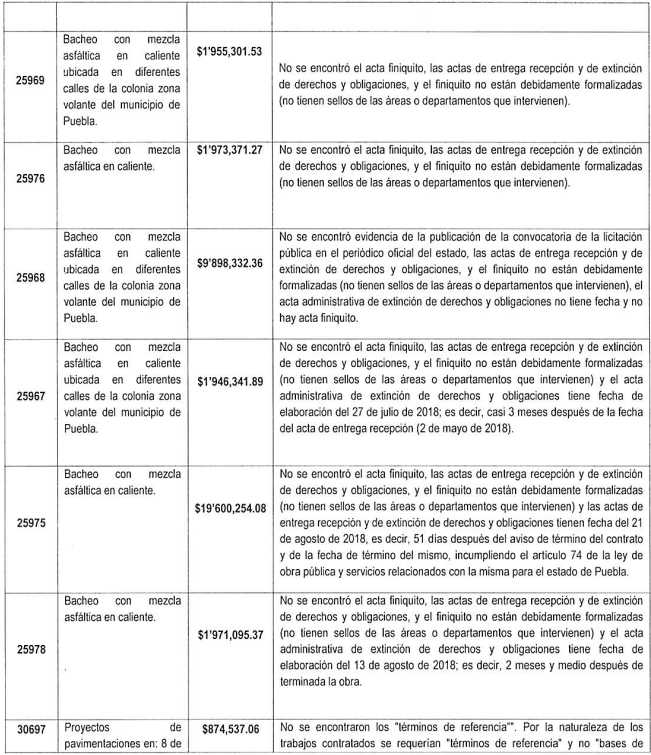 25969
Bacheo con mezcla
asfáltica en caliente
ubicada en diferentes
calles de la colonia zona
volante del municipio de
Puebla.
$1'955,301.53
No se encontró el acta finiquito, las actas de entrega recepción y de extinción
de derechos y obligaciones, y el finiquito no están debidamente formalizadas
(no tienen sellos de las áreas o departamentos que intervienen).
25976
Bacheo con mezcla
asfáltica en caliente.
$1'973,371.27
No se encontró el acta finiquito, las actas de entrega recepción y de extinción
de derechos y obligaciones, y el finiquito no están debidamente formalizadas
(no tienen sellos de las áreas o departamentos que intervienen).
25968
Bacheo con mezcla
asfáltica en caliente
ubicada en diferentes
calles de la colonia zona
volante del municipio de
Puebla.
$9'898,332.36
No se encontró evidencia de la publicación de la convocatoria de la licitación
pública en el periódico oficial del estado, las actas de entrega recepción y de
extinción de derechos y obligaciones, y el finiquito no están debidamente
formalizadas (no tienen sellos de las áreas o departamentos que intervienen), el
acta administrativa de extinción de derechos y obligaciones no tiene fecha y no
hay acta finiquito.
25967
Bacheo con mezcla
asfáltica en caliente
ubicada en diferentes
calles de la colonia zona
volante del municipio de
Puebla.
$1'946,341.89
No se encontró el acta finiquito, las actas de entrega recepción y de extinción
de derechos y obligaciones, y el finiquito no están debidamente formalizadas
(no tienen sellos de las áreas o departamentos que intervienen) y el acta
administrativa de extinción de derechos y obligaciones tiene fecha de
elaboración del 27 de julio de 2018; es decir, casi 3 meses después de la fecha
del acta de entrega recepción (2 de mayo de 2018).
25975
Bacheo con mezcla
asfáltica en caliente.
$19'600,254.08
No se encontró el acta finiquito, las actas de entrega recepción y de extinción
de derechos y obligaciones, y el finiquito no están debidamente formalizadas
(no tienen sellos de las áreas o departamentos que intervienen) y las actas de
entrega recepción y de extinción de derechos y obligaciones tienen fecha del 21
de agosto de 2018, es decir, 51 días después del aviso de término del contrato
y de la fecha de término del mismo, incumpliendo el artículo 74 de la ley de
obra pública y servicios relacionados con la misma para el estado de Puebla.
25978
Bacheo con mezcla
asfáltica en caliente.
$1'971,095.37
No se encontró el acta finiquito, las actas de entrega recepción y de extinción
de derechos y obligaciones, y el finiquito no están debidamente formalizadas
(no tienen sellos de las áreas o departamentos que intervienen) y el acta
administrativa de extinción de derechos y obligaciones tiene fecha de
elaboración del 13 de agosto de 2018; es decir, 2 meses y medio después de
terminada la obra.
30697
Proyectos de
pavimentaciones en: 8 de
$874,537.06
No se encontraron los "términos de referencia"". Por la naturaleza de los
trabajos contratados se requerían "términos de referencia" y no "bases de